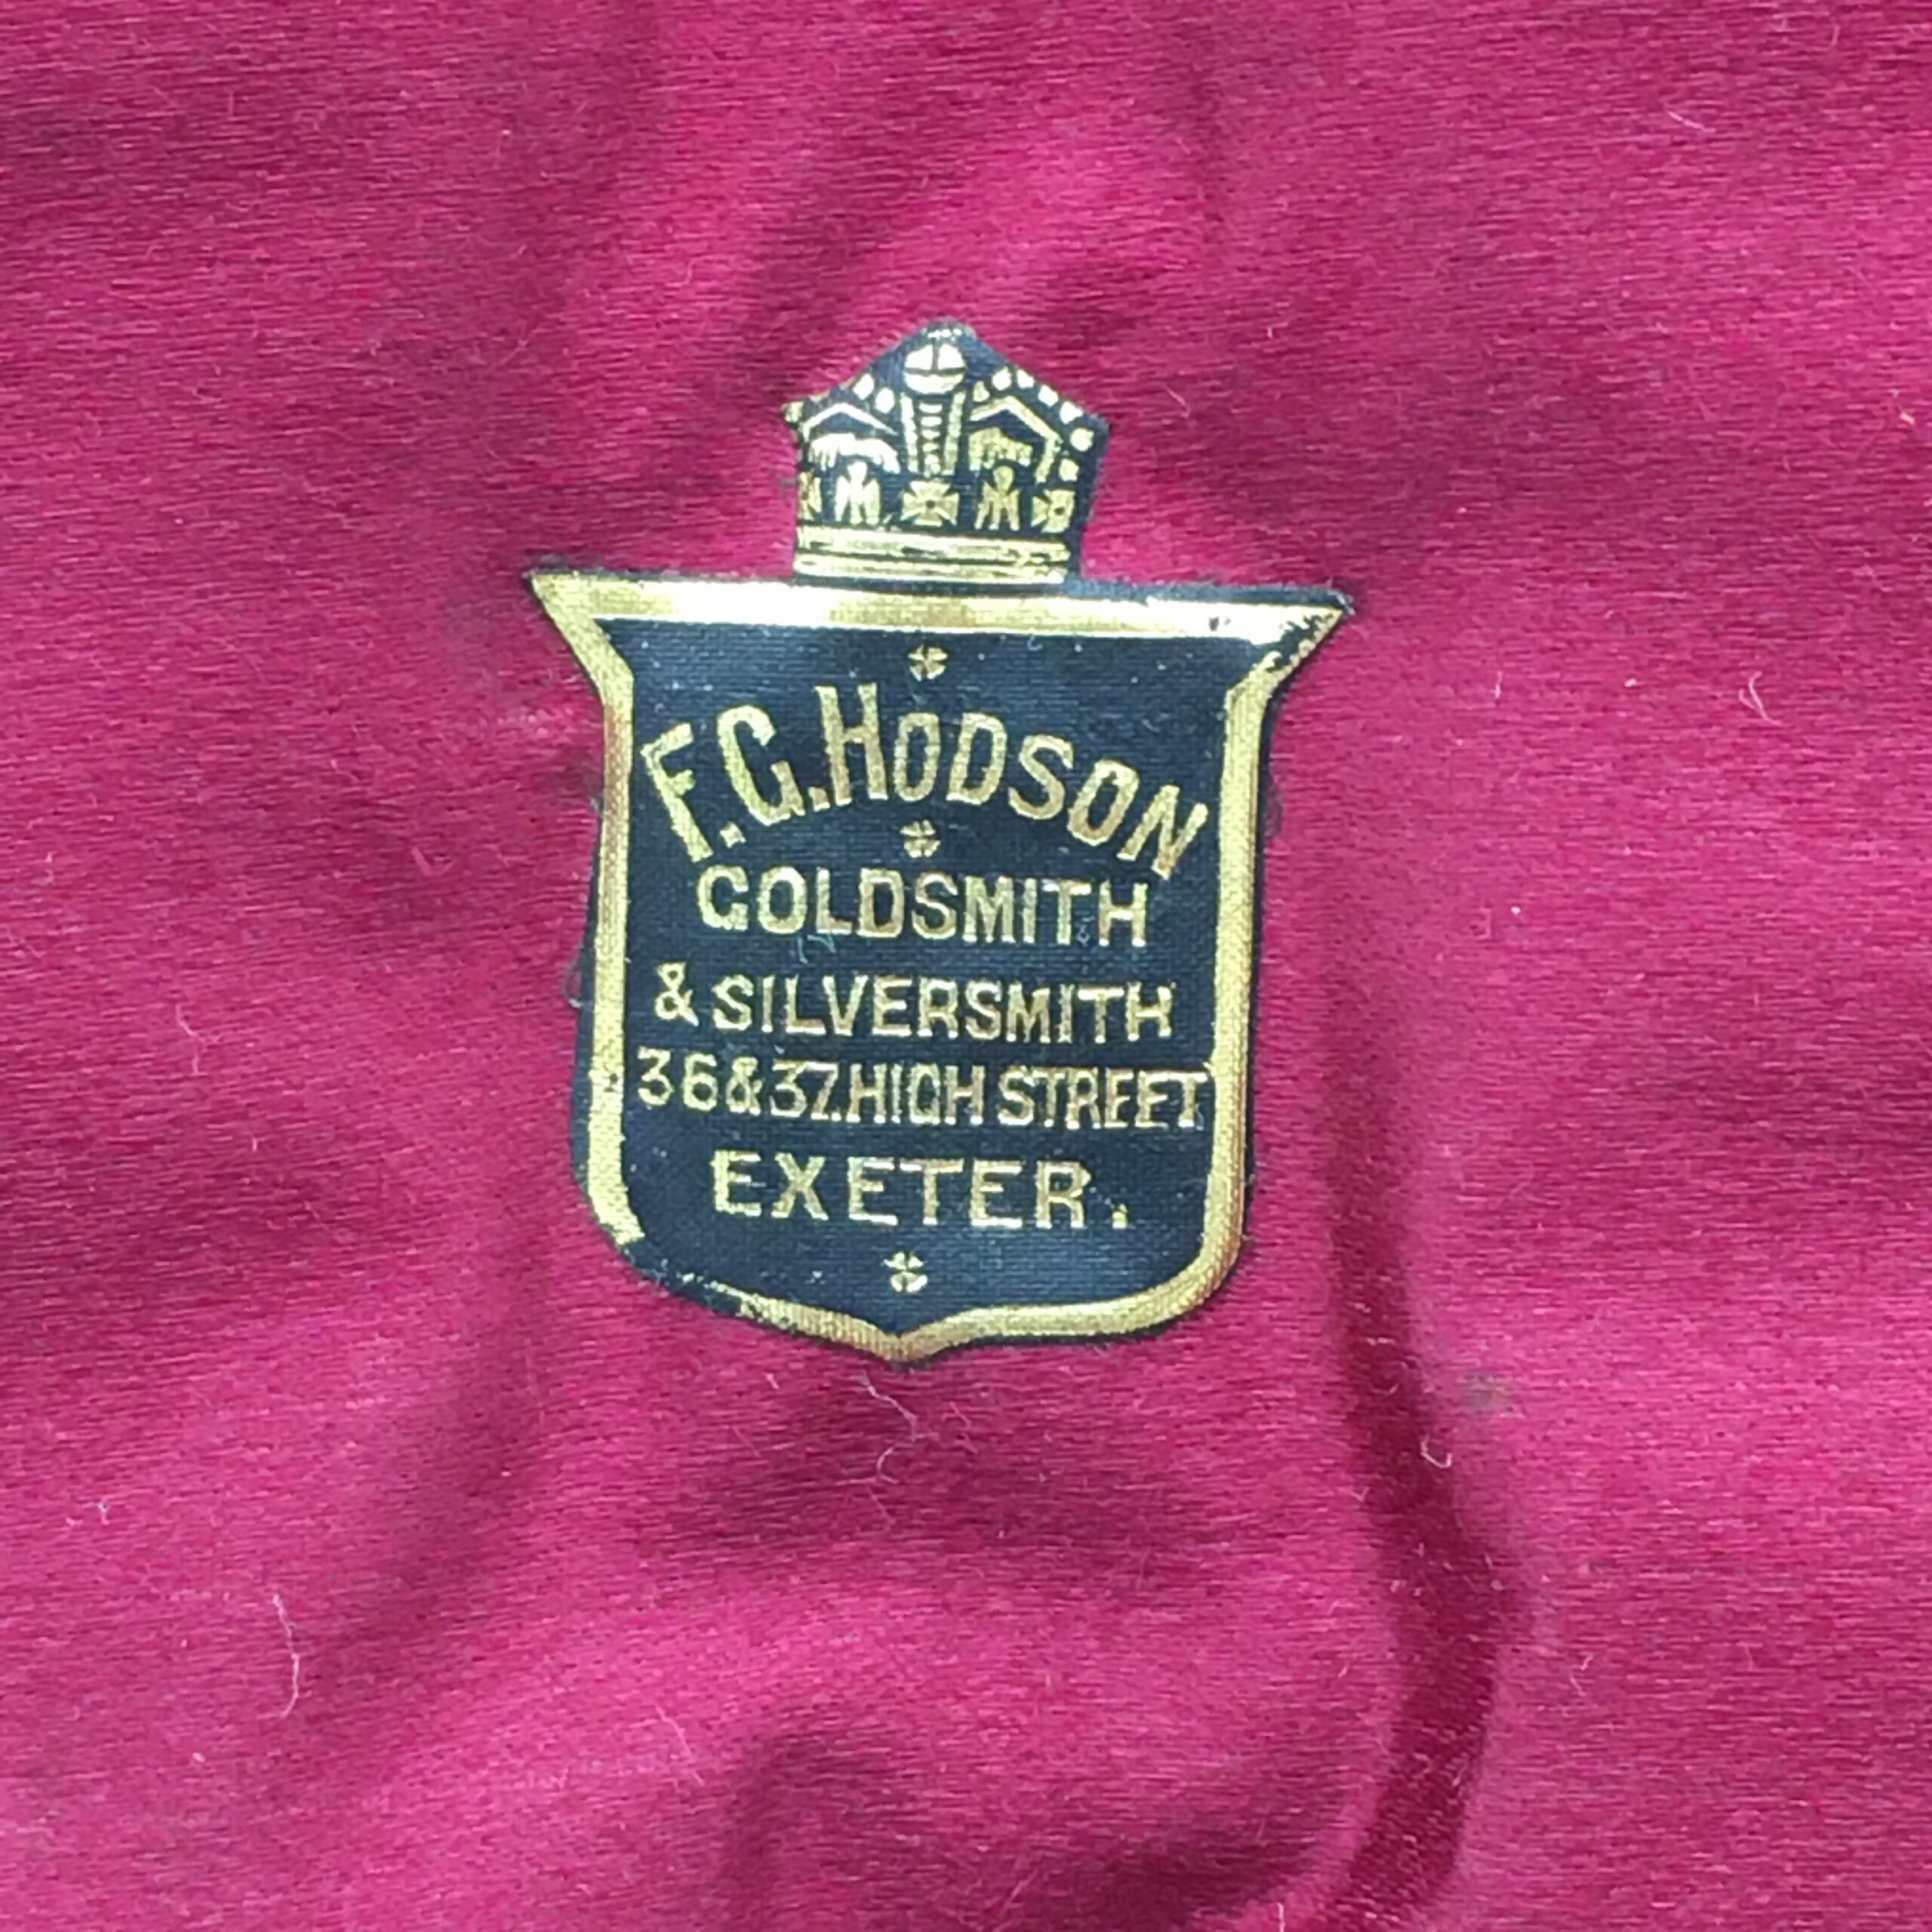 F.G.HODSON
GOLDSMITH
& SILVERSMITH
36&37.HIGH STREET
EXETER.